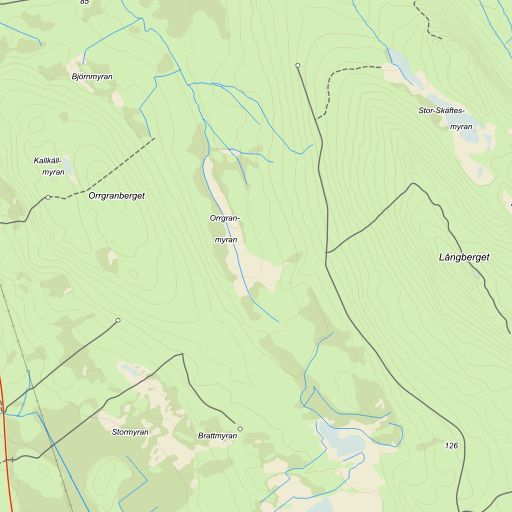 85
Björnmyran
Stor-Skäftes-
myran
Kallkäll-
myran
Orrgranberget
Orrgran-
myran
Långberget
Stormyran
Brattmyran
126